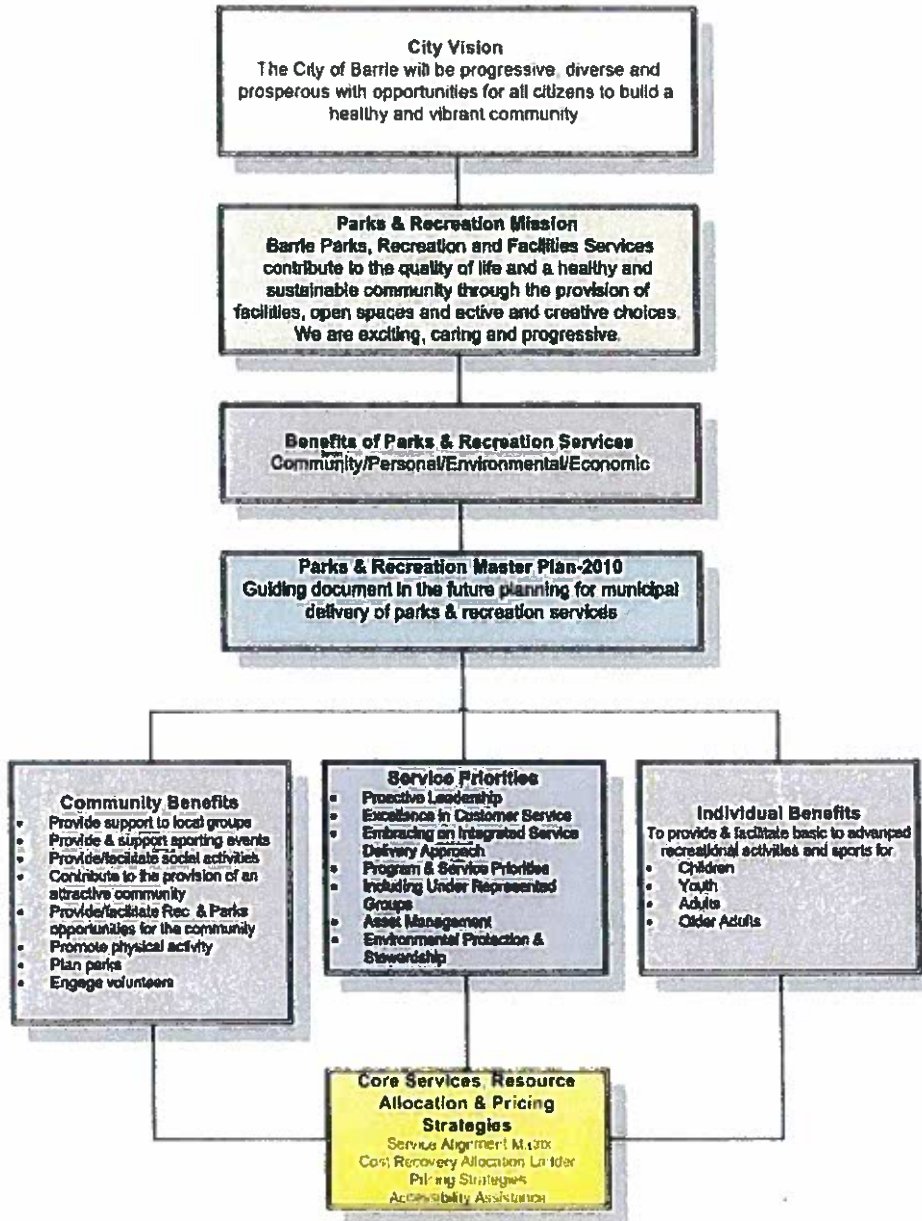 City Vision
The City of Barrie will be progressive, diverse and
prosperous with opportunities for all citizens to build a
healthy and vibrant community
Parks & Recreation Mission
Barrie Parks, Recreation and Facilities Services
contribute to the quality of life and a healthy and
sustainable community through the provision of
facilities, open spaces and active and creative choices.
We are exciting, caring and progressive.
Benefits of Parks & Recreation Services
Community/Personal/Environmental/Economic
Parks & Recreation Master Plan-2010
Guiding document in the future planning for municipal
delivery of parks & recreation services
Community Benefits
• Provide support to local groups
• Provide & support sporting events
• Provide/facilitate social activities
• Contribute to the provision of an
attractive community
• Provide/facilitate Rec & Parks
opportunities for the community
• Promote physical activity
• Plan parks
• Engage volunteers
Service Priorities
• Proactive Leadership
• Excellence in Customer Service
• Embracing an Integrated Service
Delivery Approach
• Program & Service Priorities
• Including Under Represented
Groups
• Asset Management
• Environmental Protection &
Stewardship
Individual Benefits
To provide & facilitate basic to advanced
recreational activities and sports for
• Children
• Youth
• Adults
• Older Adults
Core Services, Resource
Allocation & Pricing
Strategies
Service Alignment Matrix
Cost Recovery Allocation Ladder
Pricing Strategies
Accessibility Assistance